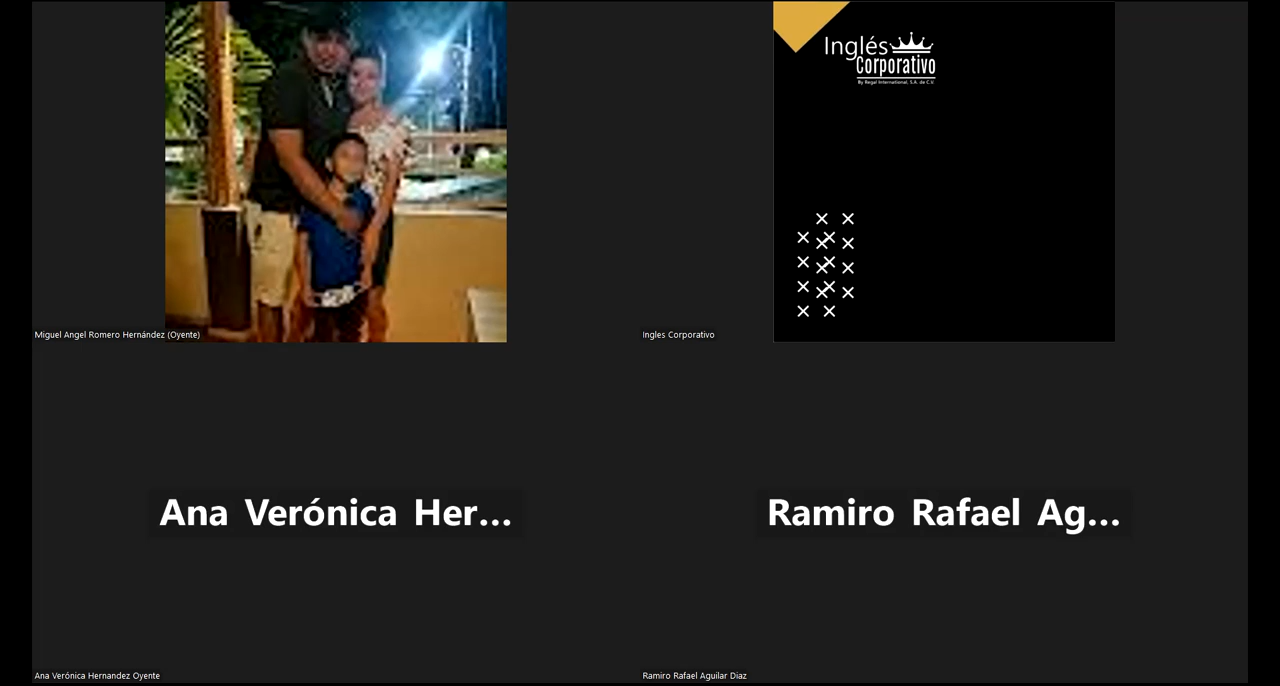 Inglés
Corporativo
By Regal International, S.A. de C.V.
Miguel Angel Romero Hernández (Oyente)
Ingles Corporativo
Ana Verónica Her...
Ramiro Rafael Ag...
Ana Verónica Hernandez Oyente
Ramiro Rafael Aguilar Diaz